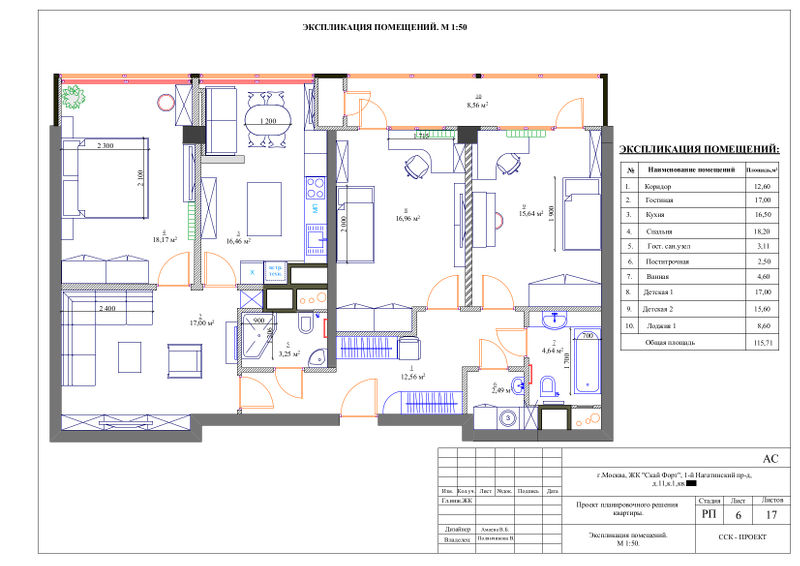 ЭКСПЛИКАЦИЯ ПОМЕЩЕНИЙ. М 1:50
10
8,56 м²
1 715
1 200
2 300
2 100
4
18,17 м²
3
16,46 м²
8
16,96 м²
2 000
9
15,64 м²
1 900
Х
встр.
техн.
2 400
2
17,00 м²
900
5
3,25 м²
1
12,56 м²
6
2,49 м²
7
4,64 м²
700
1 700
3
ЭКСПЛИКАЦИЯ ПОМЕЩЕНИЙ:
№ Наименование помещений Площадь,м²
1. Коридор 12,60
2. Гостиная 17,00
3. Кухня 16,50
4. Спальня 18,20
5. Гост. сан.узел 3,11
6. Постирочная 2,50
7. Ванная 4,60
8. Детская 1 17,00
9. Детская 2 15,60
10. Лоджия 1 8,60
Общая площадь 115,71
АС
г.Москва, ЖК "Скай Форт", 1-й Нагатинский пр-д,
д.11,к.1,кв.
Изм. Кол.уч. Лист №док. Подпись Дата
Гл.инж.ЖК
Проект планировочного решения
квартиры.
Стадия Лист Листов
РП 6 17
Дизайнер
Владелец
Экспликация помещений.
М 1:50.
ССК - ПРОЕКТ